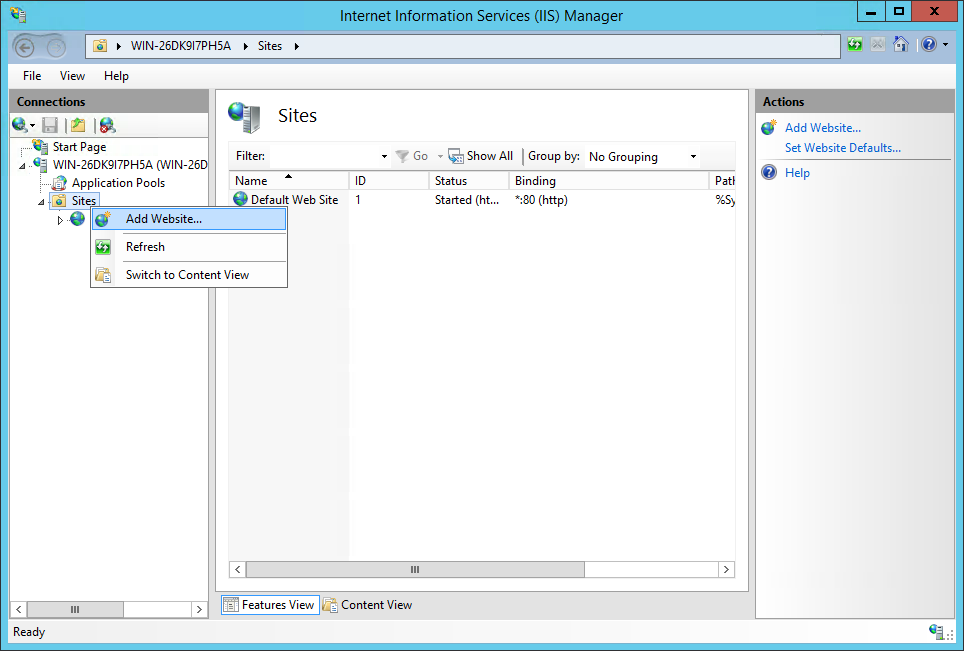 Internet Information Services (IIS) Manager
WIN-26DK9I7PH5A Sites
File View Help
Connections
Start Page
WIN-26DK9I7PH5A (WIN-26D
Application Pools
Sites
Add Website...
Refresh
Switch to Content View
Sites
Filter: Go Show All Group by: No Grouping
Name ID Status Binding Path
Default Web Site 1 Started (ht... *:80 (http) %Sy
Features View Content View
Actions
Add Website...
Set Website Defaults...
Help
Ready